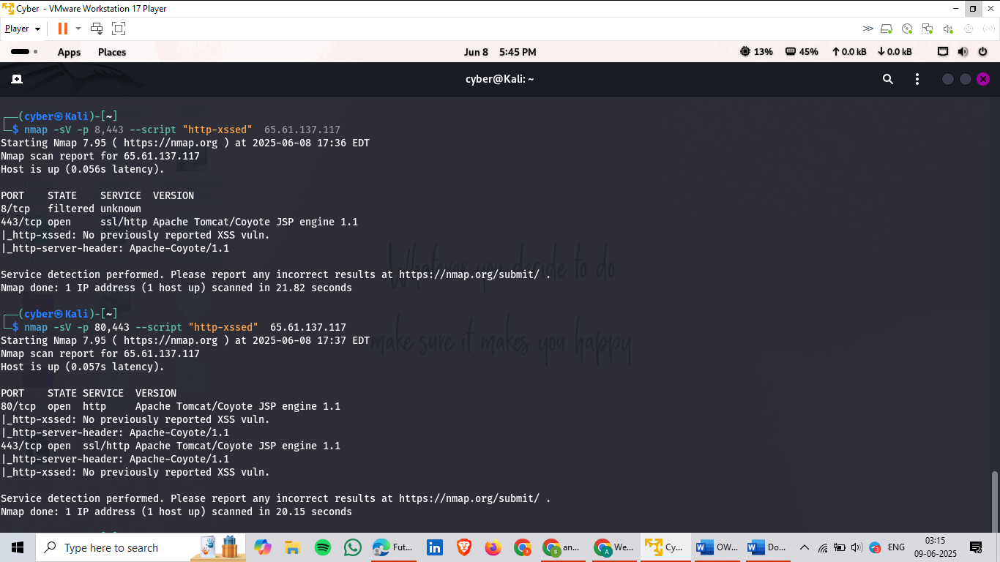 Cyber - VMware Workstation 17 Player
Player
Apps Places Jun 8 5:45 PM 13% 45% 0.0 kB 0.0 kB
cyber@Kali: ~
┌──(cyber㉿Kali)-[~]
└─$ nmap -sV -p 8,443 --script "http-xssed"  65.61.137.117
Starting Nmap 7.95 ( https://nmap.org ) at 2025-06-08 17:36 EDT
Nmap scan report for 65.61.137.117
Host is up (0.056s latency).
PORT    STATE    SERVICE  VERSION
8/tcp   filtered unknown
443/tcp open     ssl/http Apache Tomcat/Coyote JSP engine 1.1
|_http-xssed: No previously reported XSS vuln.
|_http-server-header: Apache-Coyote/1.1
Service detection performed. Please report any incorrect results at https://nmap.org/submit/ .
Nmap done: 1 IP address (1 host up) scanned in 21.82 seconds
Whatever you decide to do
make sure it makes you happy
┌──(cyber㉿Kali)-[~]
└─$ nmap -sV -p 80,443 --script "http-xssed"  65.61.137.117
Starting Nmap 7.95 ( https://nmap.org ) at 2025-06-08 17:37 EDT
Nmap scan report for 65.61.137.117
Host is up (0.057s latency).
PORT    STATE SERVICE  VERSION
80/tcp  open  http     Apache Tomcat/Coyote JSP engine 1.1
|_http-xssed: No previously reported XSS vuln.
|_http-server-header: Apache-Coyote/1.1
443/tcp open  ssl/http Apache Tomcat/Coyote JSP engine 1.1
|_http-server-header: Apache-Coyote/1.1
|_http-xssed: No previously reported XSS vuln.
Service detection performed. Please report any incorrect results at https://nmap.org/submit/ .
Nmap done: 1 IP address (1 host up) scanned in 20.15 seconds
Type here to search
Fut... an... We... Cy... OW... Do... ENG 03:15
09-06-2025